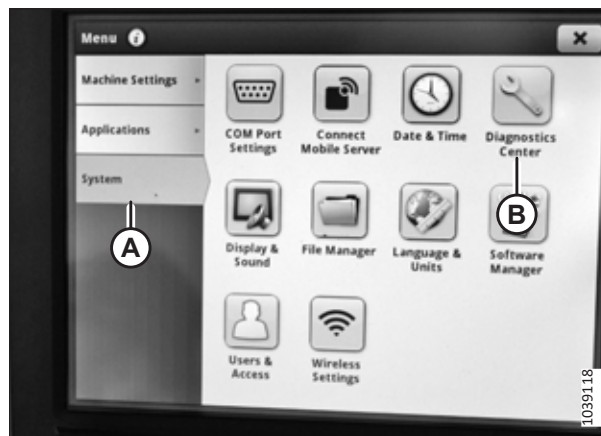 Menu i
Machine Settings
Applications
System
COM Port
Settings
Connect
Mobile Server
Date & Time
Diagnostics
Center
Display &
Sound
File Manager
Language &
Units
Software
Manager
Users &
Access
Wireless
Settings
A
B
1039118